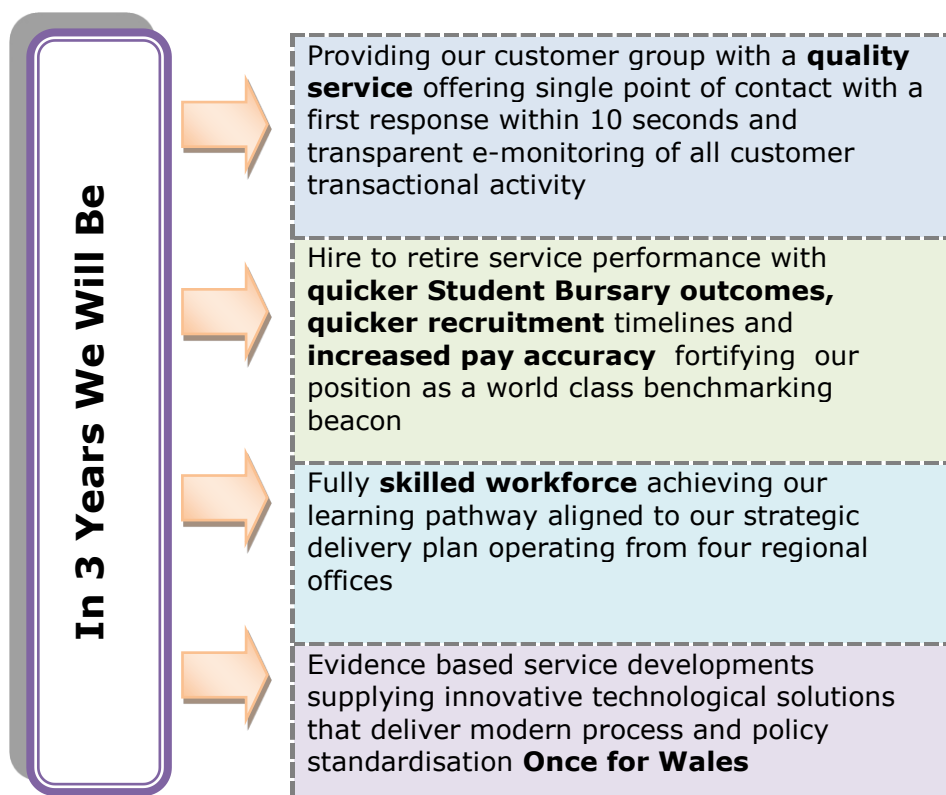 In 3 Years We Will Be
Providing our customer group with a quality
service offering single point of contact with a
first response within 10 seconds and
transparent e-monitoring of all customer
transactional activity
Hire to retire service performance with
quicker Student Bursary outcomes,
quicker recruitment timelines and
increased pay accuracy fortifying our
position as a world class benchmarking
beacon
Fully skilled workforce achieving our
learning pathway aligned to our strategic
delivery plan operating from four regional
offices
Evidence based service developments
supplying innovative technological solutions
that deliver modern process and policy
standardisation Once for Wales